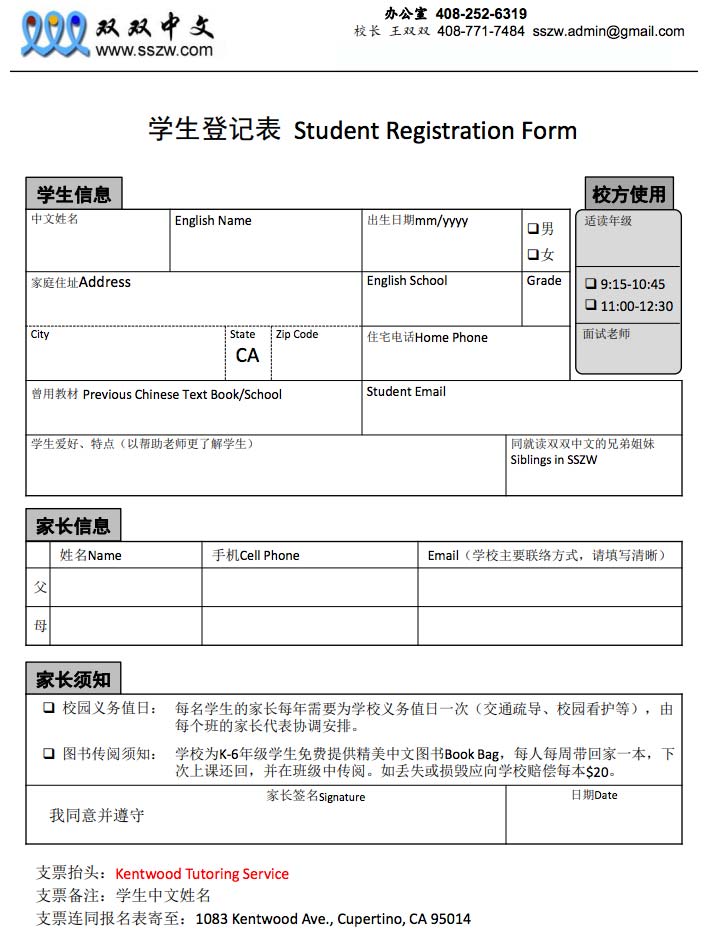 双双中文
www.sszw.com
办公室 408-252-6319
校长 王双双 408-771-7484 sszw.admin@gmail.com
学生登记表 Student Registration Form
学生信息
校方使用
中文姓名
English Name
出生日期mm/yyyy
❑男
❑女
适读年级
家庭住址Address
English School
Grade
❑ 9:15-10:45
❑ 11:00-12:30
City
State
CA
Zip Code
住宅电话Home Phone
面试老师
曾用教材 Previous Chinese Text Book/School
Student Email
学生爱好、特点（以帮助老师更了解学生）
同就读双双中文的兄弟姐妹
Siblings in SSZW
家长信息
姓名Name
手机Cell Phone
Email（学校主要联络方式，请填写清晰）
父
母
家长须知
❑ 校园义务值日： 每名学生的家长每年需要为学校义务值日一次（交通疏导、校园看护等），由
每个班的家长代表协调安排。
❑ 图书传阅须知： 学校为K-6年级学生免费提供精美中文图书Book Bag，每人每周带回家一本，下
次上课还回，并在班级中传阅。如丢失或损毁应向学校赔偿每本$20。
家长签名Signature
日期Date
我同意并遵守
支票抬头：Kentwood Tutoring Service
支票备注：学生中文姓名
支票连同报名表寄至：1083 Kentwood Ave., Cupertino, CA 95014